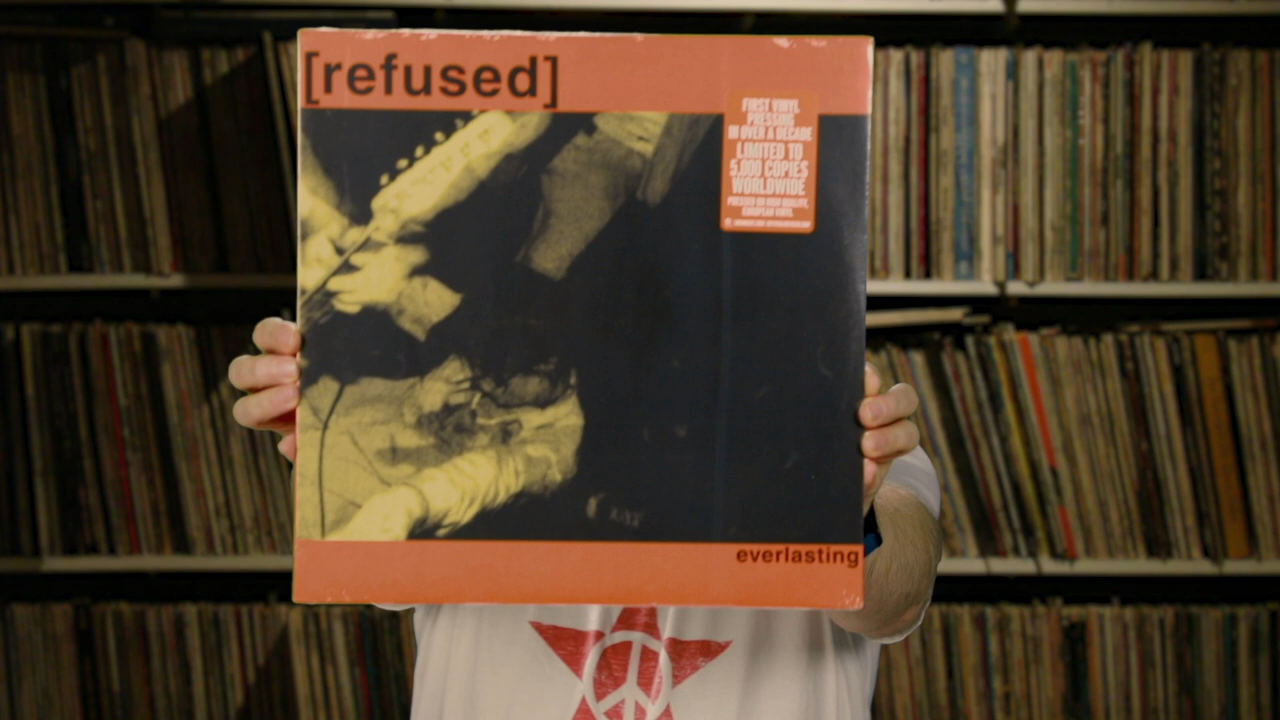 [refused]
FIRST VINYL
PRESSING
IN OVER A DECADE
LIMITED TO
5,000 COPIES
WORLDWIDE
PRESSED ON HIGH QUALITY,
EUROPEAN VINYL
everlasting